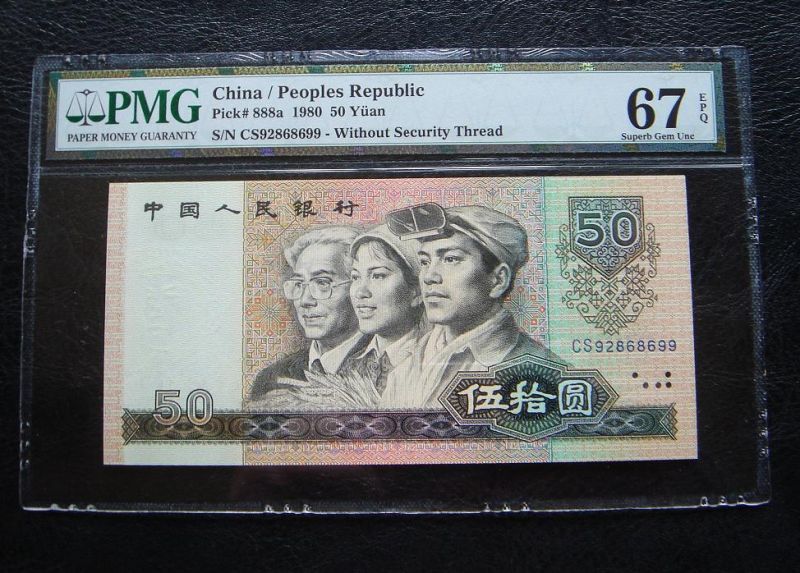 PMG
PAPER MONEY GUARANTY
China / Peoples Republic
Pick# 888a 1980 50 Yüan
S/N CS92868699 - Without Security Thread
67 EPQ
Superb Gem Unc
中国人民银行
50
CS92868699
50
伍拾圆